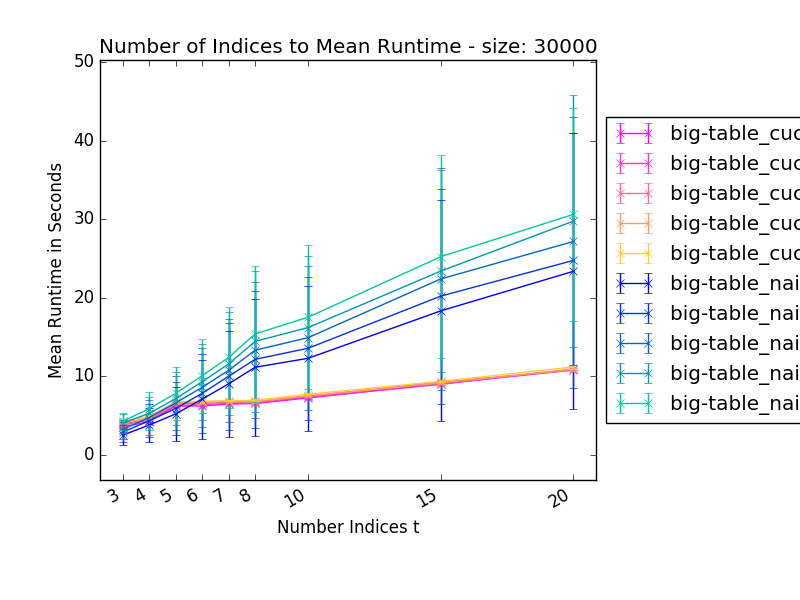 Number of Indices to Mean Runtime - size: 30000
50
40
30
20
10
0
Mean Runtime in Seconds
3 4 5 6 7 8 10 15 20
Number Indices t
big-table_cuc
big-table_cuc
big-table_cuc
big-table_cuc
big-table_cuc
big-table_nai
big-table_nai
big-table_nai
big-table_nai
big-table_nai